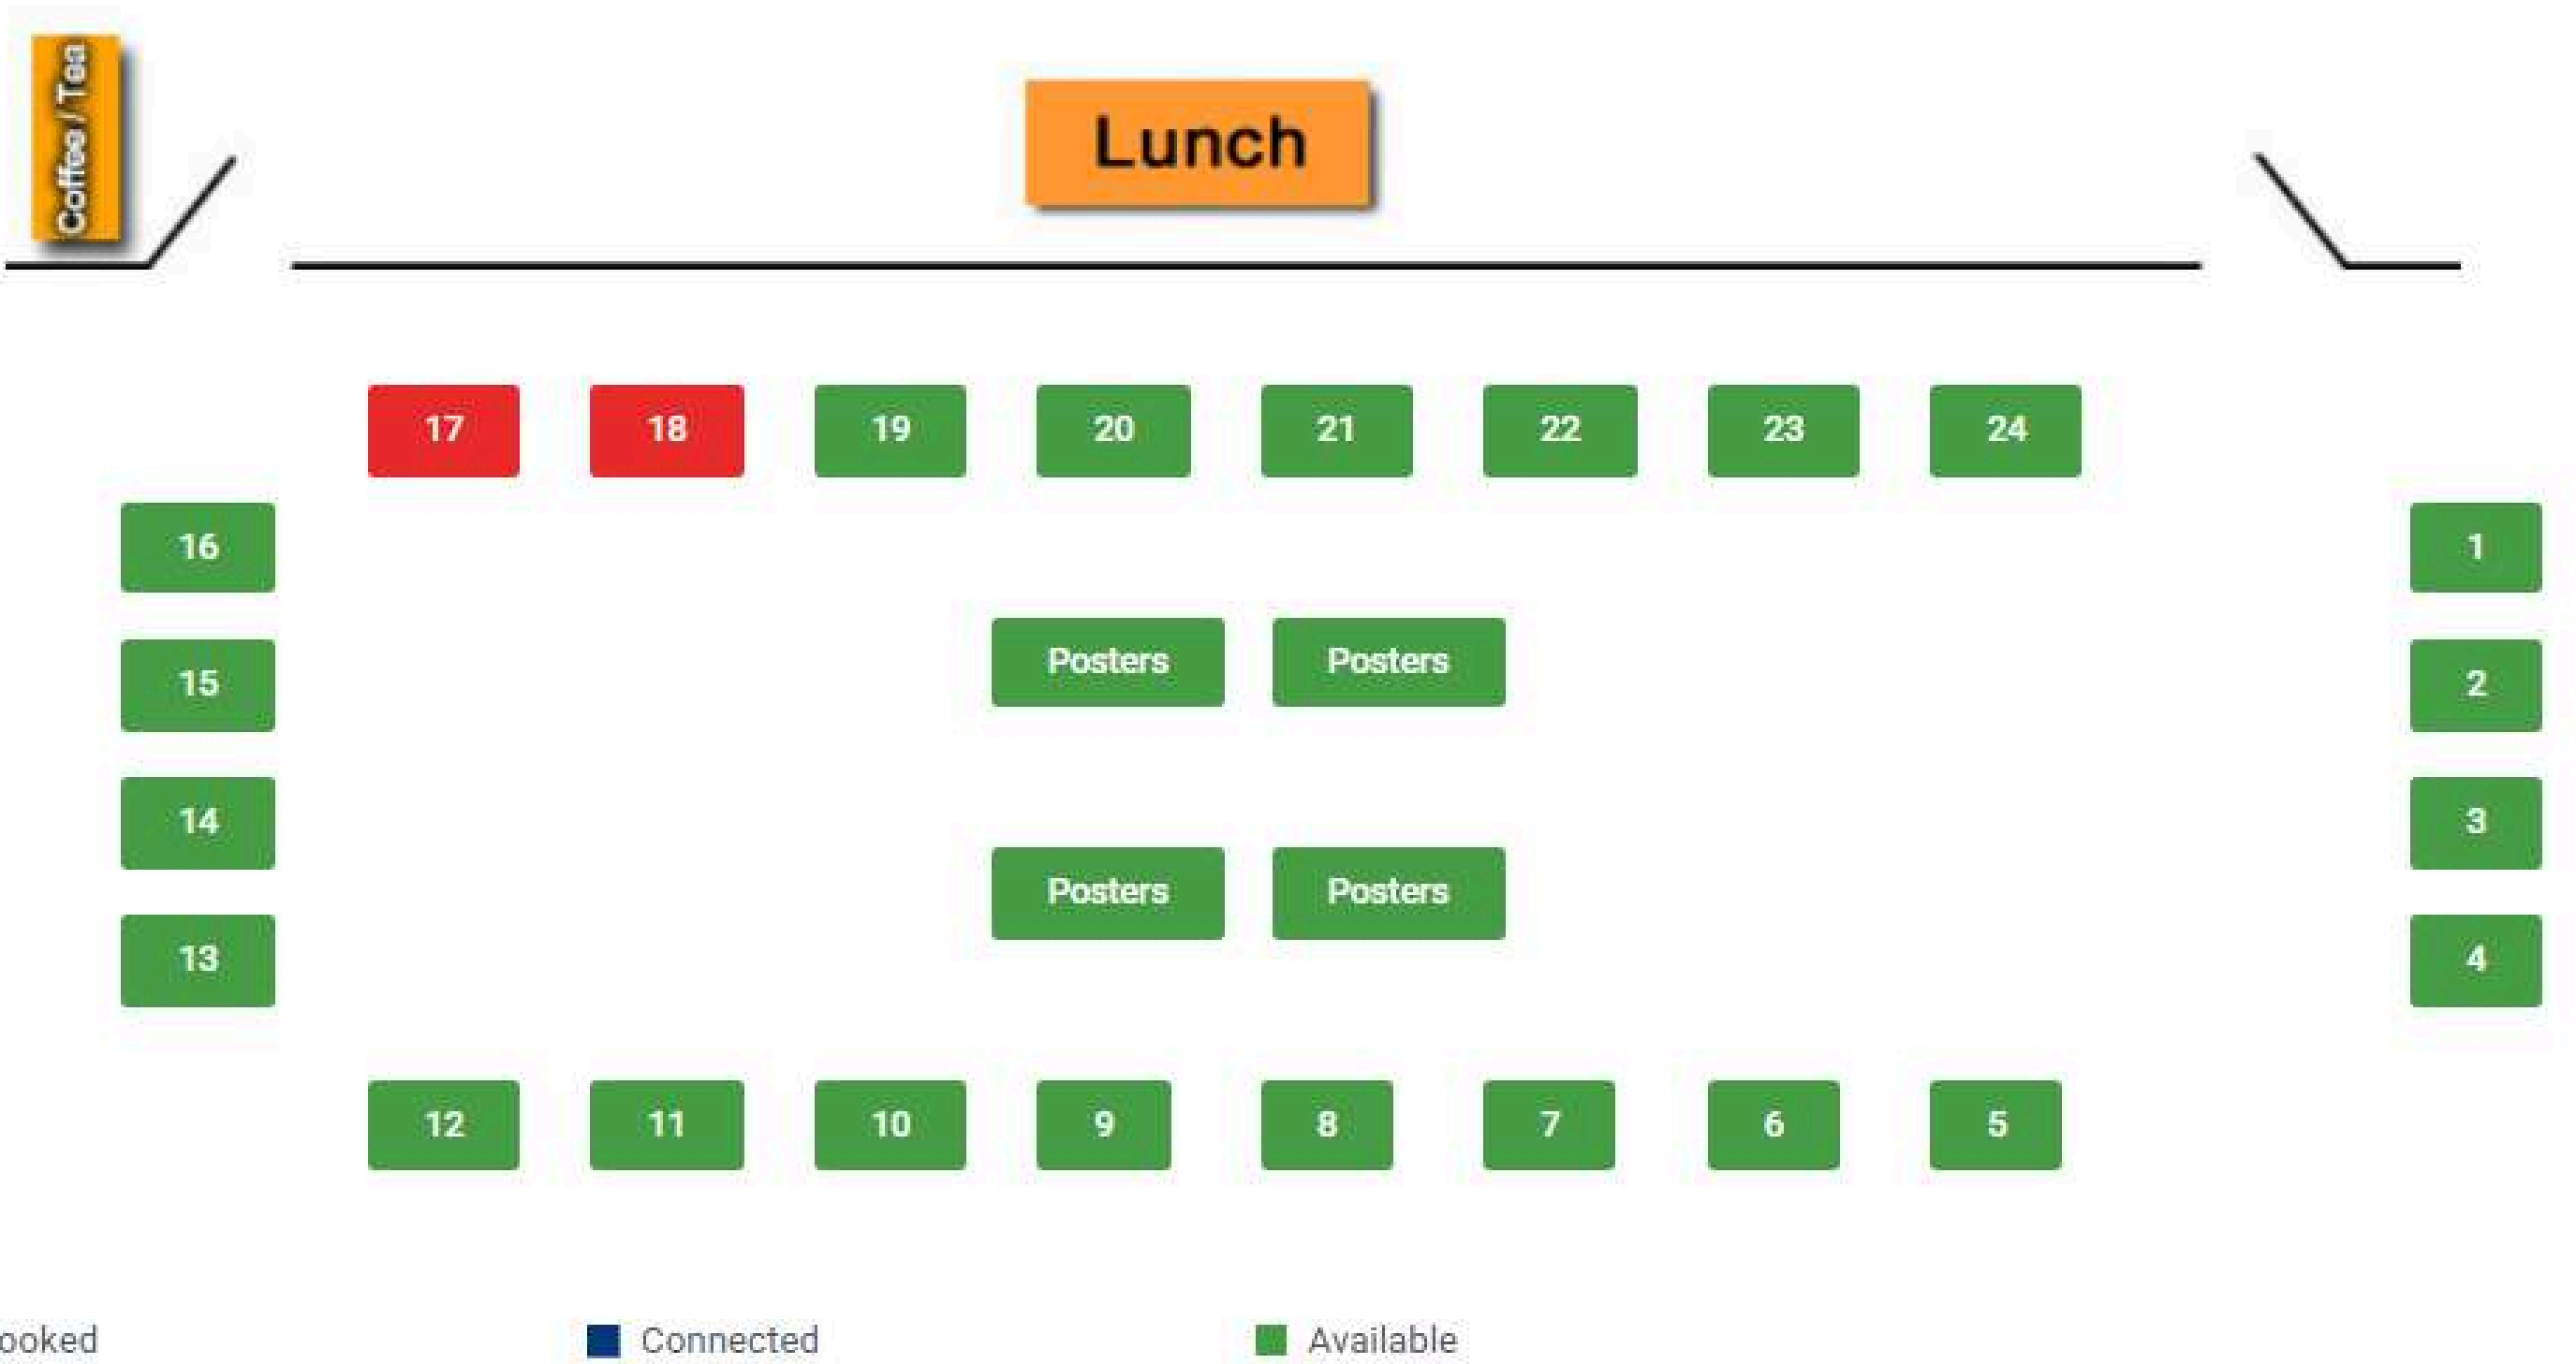 Coffee / Tea
Lunch
17 18 19 20 21 22 23 24
16 1
Posters Posters
15 2
14 3
Posters Posters
13 4
12 11 10 9 8 7 6 5
ooked Connected Available